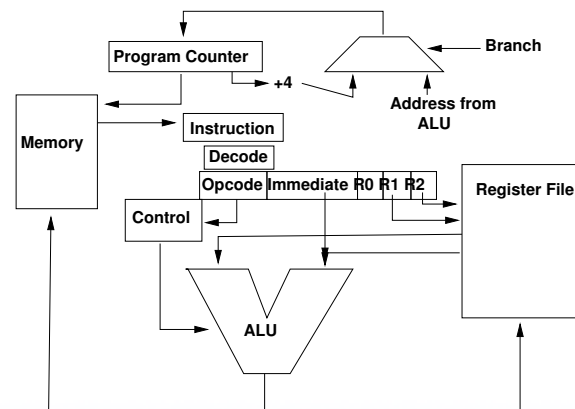 Branch
Program Counter
+4
Address from
ALU
Memory
Instruction
Decode
Opcode Immediate R0 R1 R2
Register File
Control
ALU